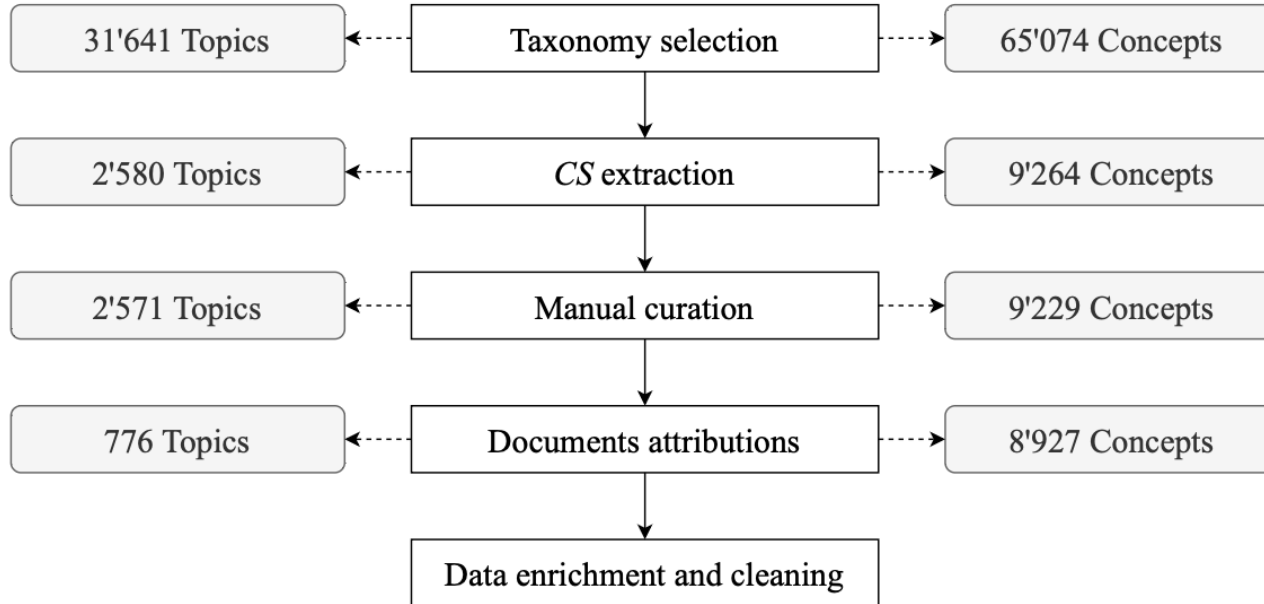 31'641 Topics
Taxonomy selection
65'074 Concepts
2'580 Topics
CS extraction
9'264 Concepts
2'571 Topics
Manual curation
9'229 Concepts
776 Topics
Documents attributions
8'927 Concepts
Data enrichment and cleaning